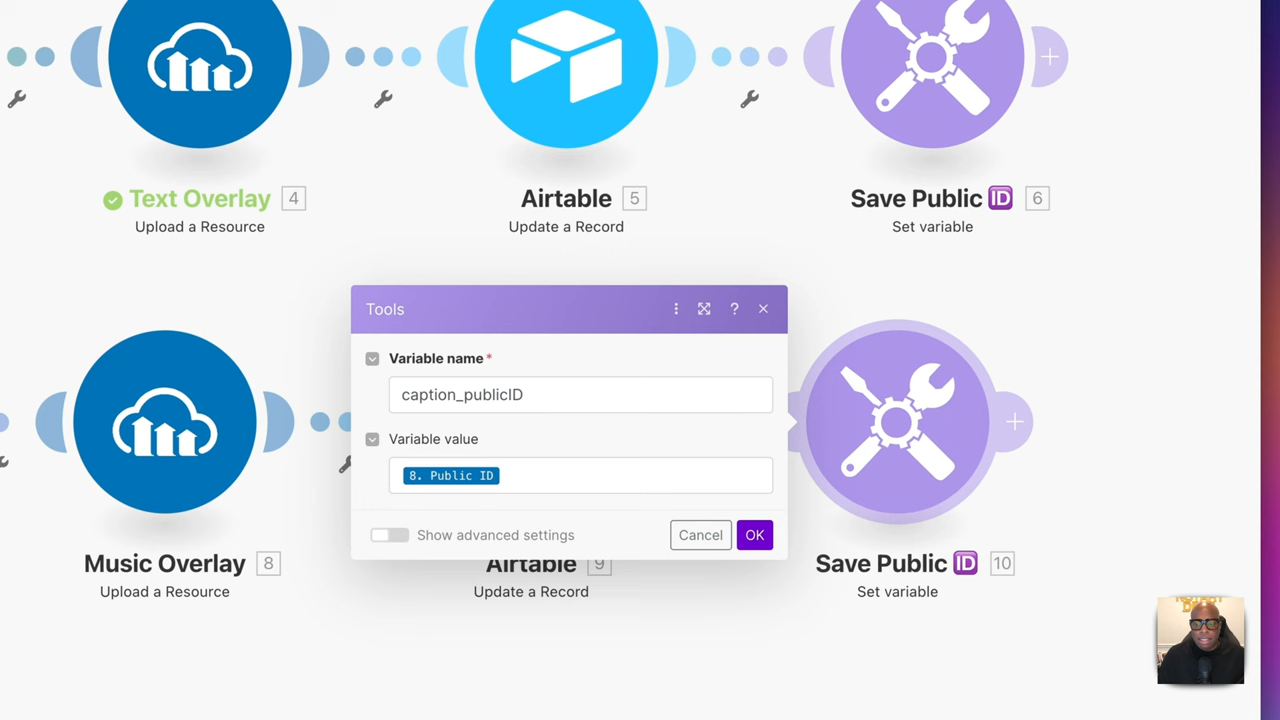 Text Overlay 4
Upload a Resource
Airtable 5
Update a Record
Save Public ID 6
Set variable
Tools ?
Variable name *
caption_publicID
Variable value
8. Public ID
Show advanced settings
Cancel
OK
Music Overlay 8
Upload a Resource
Airtable 9
Update a Record
Save Public ID 10
Set variable